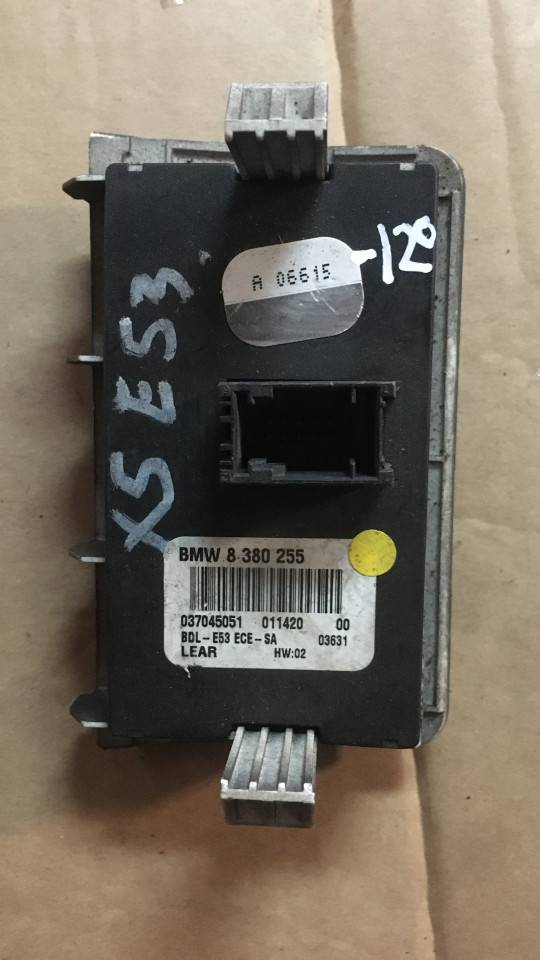 A 06615
-120
X5 E53
BMW 8 380 255
037045051 011420 00
BDL-E53 ECE-SA 03631
LEAR HW:02